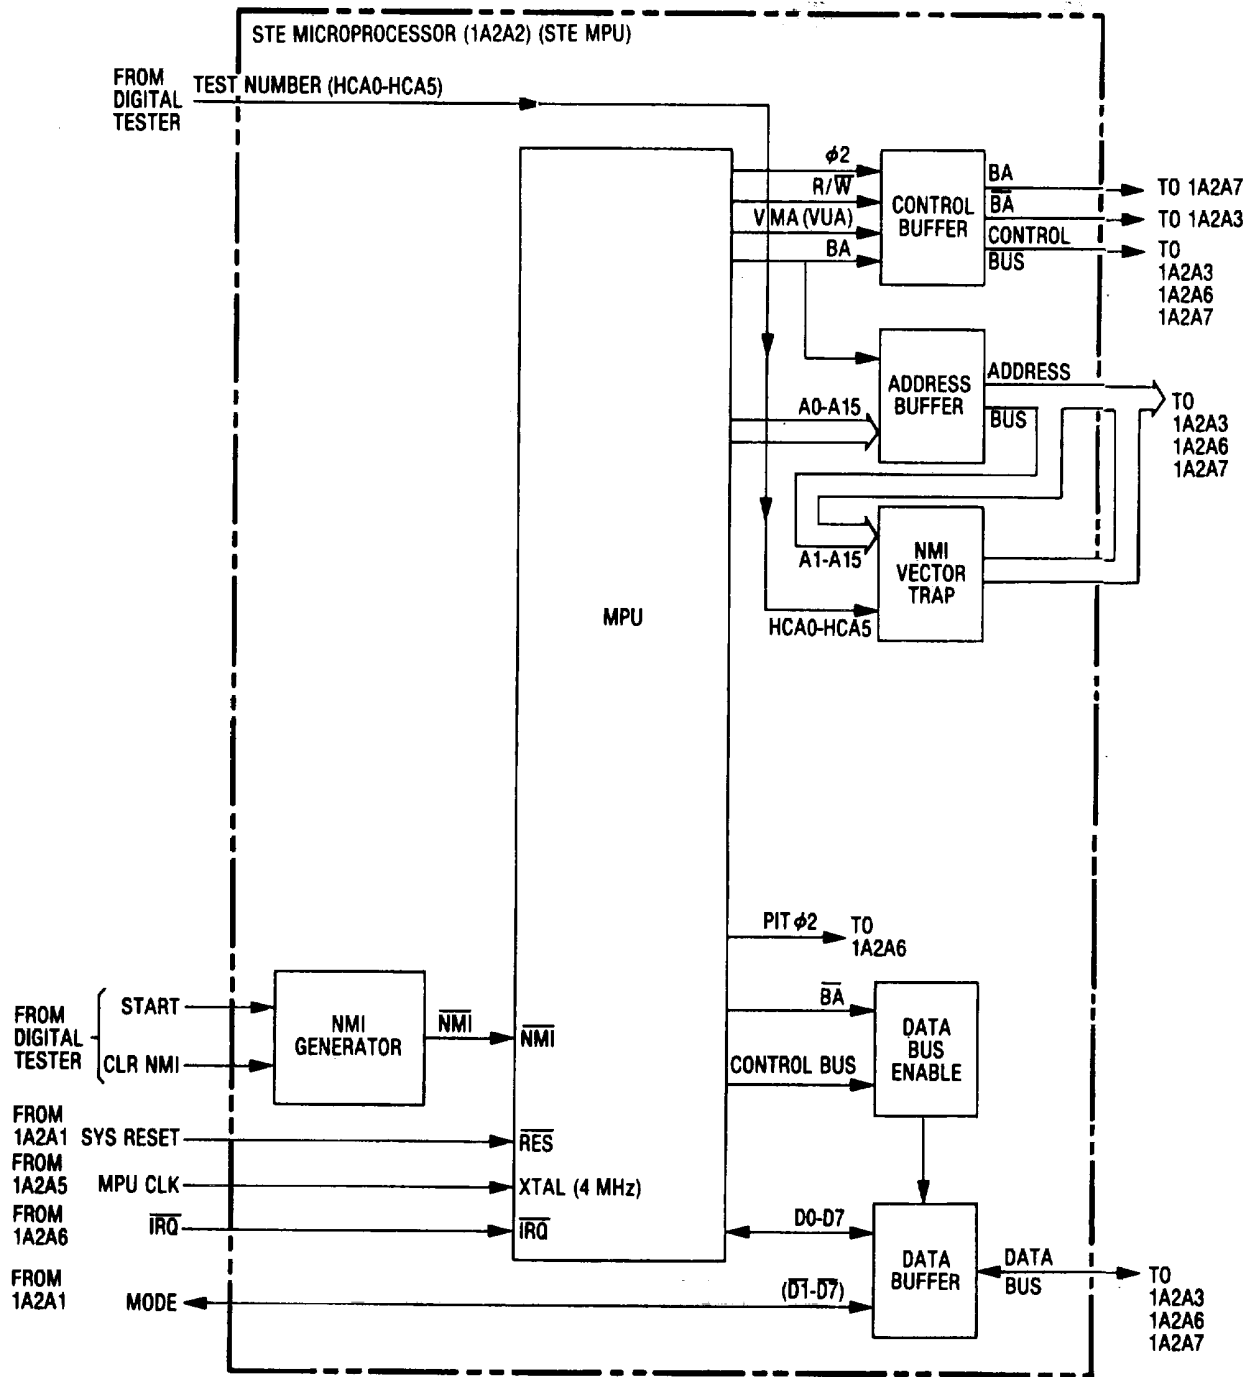 STE MICROPROCESSOR (1A2A2) (STE MPU)
FROM
DIGITAL
TESTER
TEST NUMBER (HCA0-HCA5)
ϕ2
R/W̅
VMA (VUA)
BA
CONTROL
BUFFER
BA
B̅A̅
CONTROL
BUS
TO 1A2A7
TO 1A2A3
TO
1A2A3
1A2A6
1A2A7
A0-A15
ADDRESS
BUFFER
ADDRESS
BUS
TO
1A2A3
1A2A6
1A2A7
A1-A15
HCA0-HCA5
NMI
VECTOR
TRAP
MPU
PIT ϕ2
TO
1A2A6
FROM
DIGITAL
TESTER
START
CLR NMI
NMI
GENERATOR
N̅M̅I̅
N̅M̅I̅
B̅A̅
CONTROL BUS
DATA
BUS
ENABLE
FROM
1A2A1
SYS RESET
R̅E̅S̅
FROM
1A2A5
MPU CLK
XTAL (4 MHz)
FROM
1A2A6
I̅R̅Q̅
I̅R̅Q̅
D0-D7
DATA
BUFFER
DATA
BUS
TO
1A2A3
1A2A6
1A2A7
FROM
1A2A1
MODE
(D̅1̅-D̅7̅)